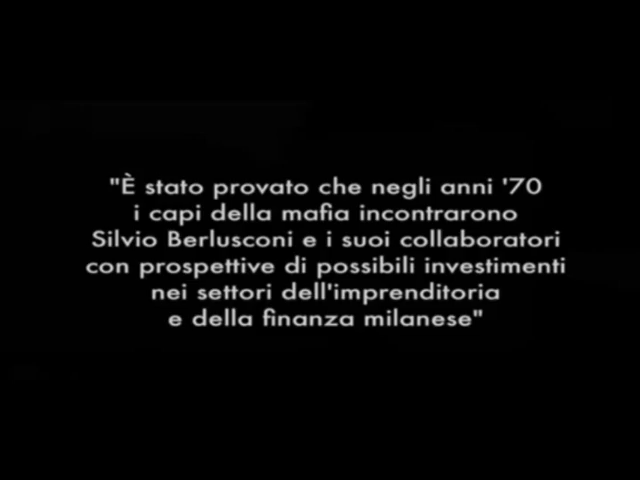 "È stato provato che negli anni '70
i capi della mafia incontrarono
Silvio Berlusconi e i suoi collaboratori
con prospettive di possibili investimenti
nei settori dell'imprenditoria
e della finanza milanese"